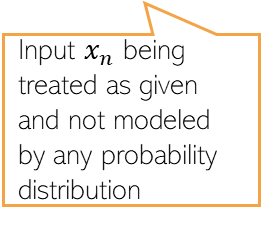 Input 𝒙ₙ being
treated as given
and not modeled
by any probability
distribution